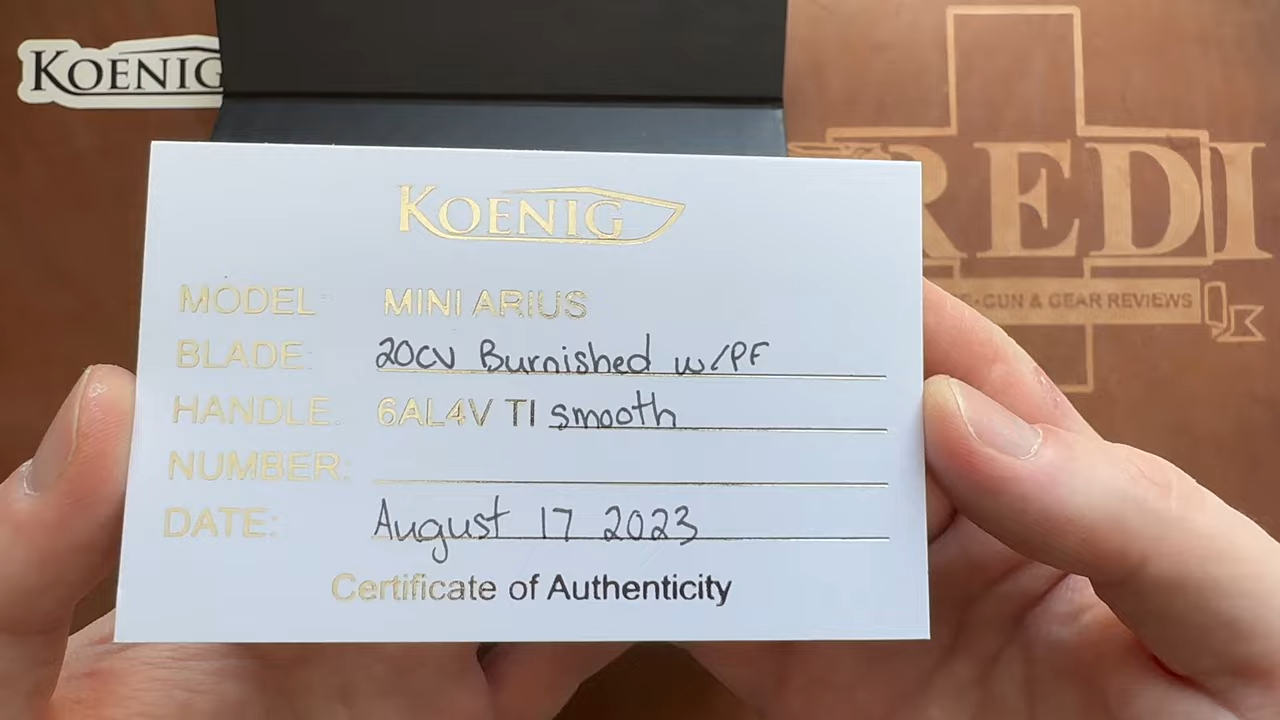 KOENIG
REDI
GUN & GEAR REVIEWS
KOENIG
MODEL: MINI ARIUS
BLADE: 20CV Burnished w/PF
HANDLE: 6AL4V TI smooth
NUMBER:
DATE: August 17 2023
Certificate of Authenticity